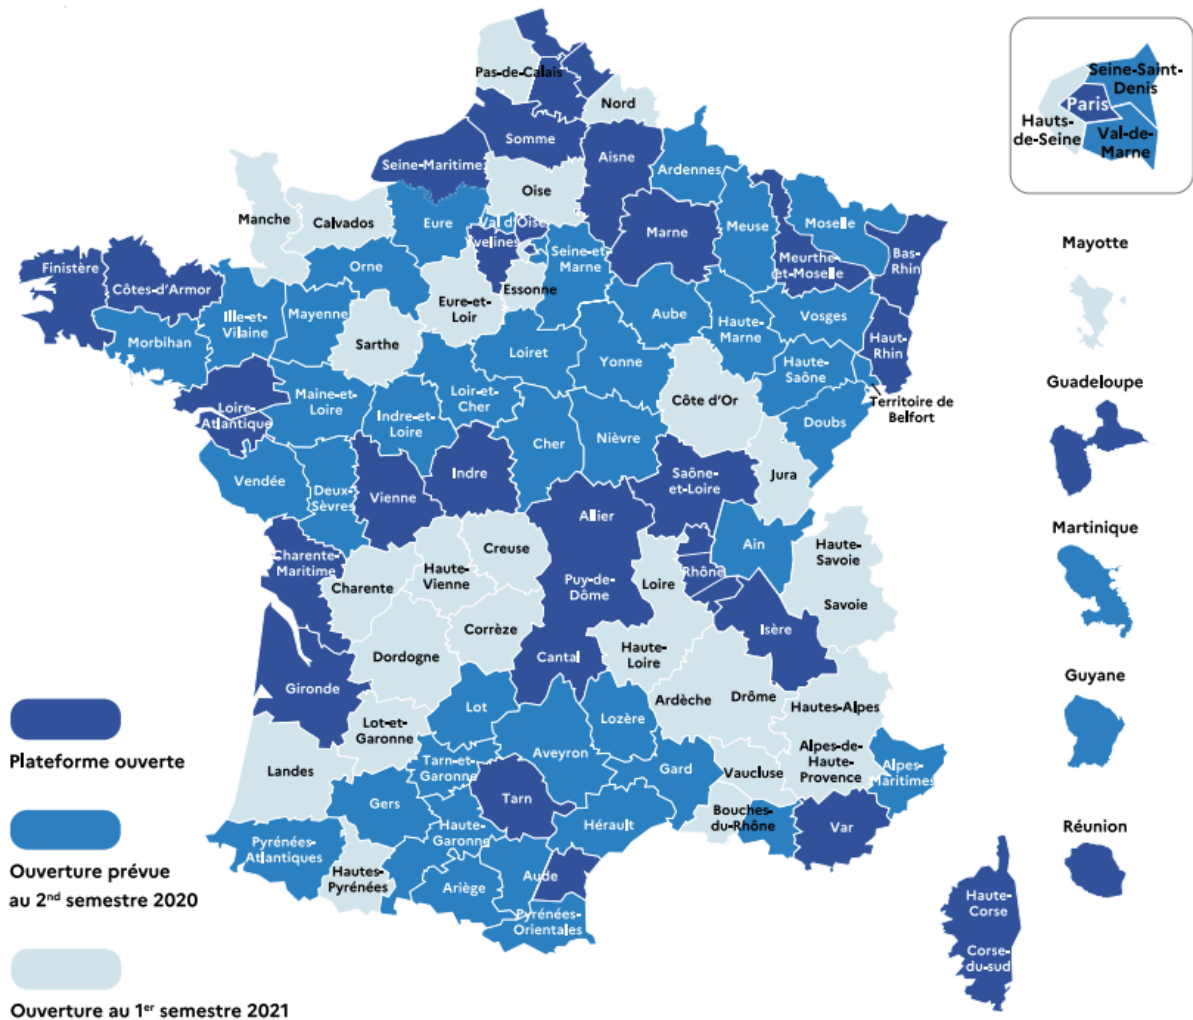 Pas-de-Calais
Nord
Somme
Seine-Maritime
Aisne
Ardennes
Oise
Manche
Calvados
Eure
Val d'Oise
Yvelines
Seine-et-
Marne
Marne
Meuse
Moselle
Meurthe-
et-Moselle
Bas-
Rhin
Finistère
Côtes-d'Armor
Orne
Essonne
Eure-et-
Loir
Ille-et-
Vilaine
Mayenne
Morbihan
Sarthe
Aube
Haute-
Marne
Vosges
Haut-
Rhin
Loiret
Yonne
Haute-
Saône
Territoire de
Belfort
Loire-
Atlantique
Maine-et-
Loire
Loir-et-
Cher
Indre-et-
Loire
Côte d'Or
Doubs
Cher
Nièvre
Vendée
Deux-
Sèvres
Vienne
Indre
Saône-
et-Loire
Jura
Allier
Ain
Charente-
Maritime
Charente
Haute-
Vienne
Creuse
Puy-de-
Dôme
Loire
Rhône
Haute-
Savoie
Savoie
Corrèze
Isère
Dordogne
Cantal
Haute-
Loire
Gironde
Ardèche
Drôme
Hautes-Alpes
Lot
Lozère
Lot-et-
Garonne
Aveyron
Alpes-de-
Haute-
Provence
Landes
Tarn-et-
Garonne
Gard
Vaucluse
Alpes-
Maritimes
Gers
Tarn
Bouches-
du-Rhône
Var
Haute-
Garonne
Hérault
Pyrénées-
Atlantiques
Hautes-
Pyrénées
Ariège
Aude
Pyrénées-
Orientales
Haute-
Corse
Corse-
du-sud
Seine-Saint-
Denis
Paris
Hauts-
de-Seine
Val-de-
Marne
Mayotte
Guadeloupe
Martinique
Guyane
Réunion
Plateforme ouverte
Ouverture prévue
au 2nd semestre 2020
Ouverture au 1er semestre 2021